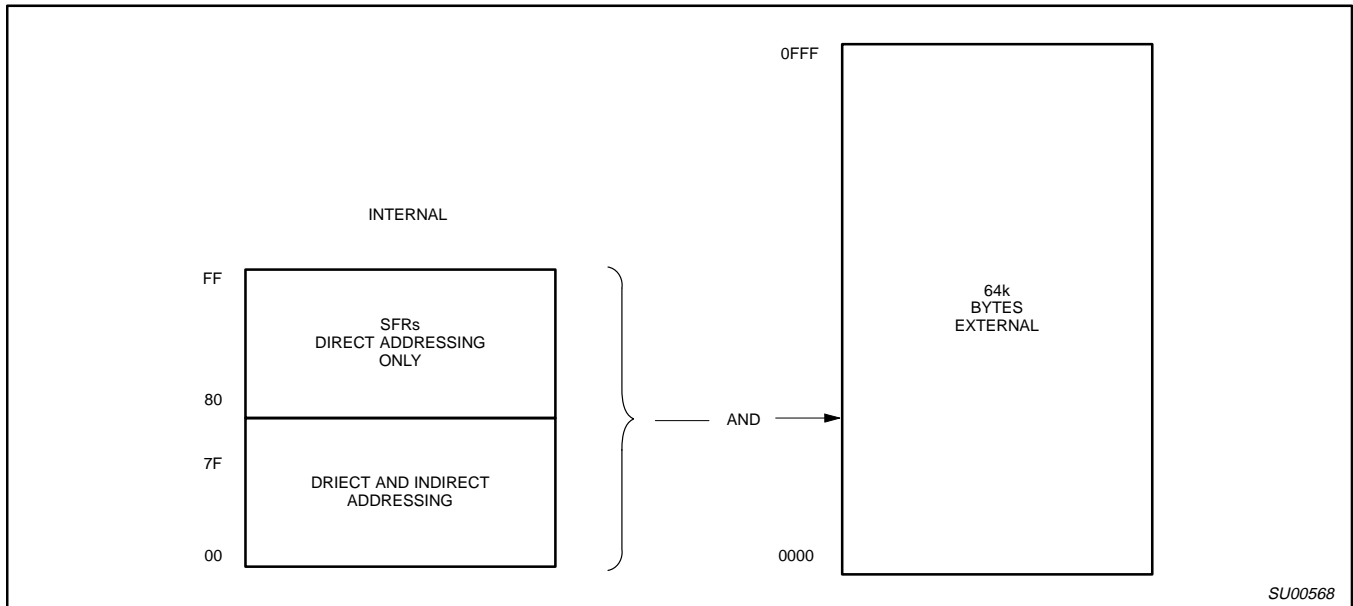 INTERNAL
FF
SFRs
DIRECT ADDRESSING
ONLY
80
7F
DRIECT AND INDIRECT
ADDRESSING
00
AND
0FFF
64k
BYTES
EXTERNAL
0000
SU00568